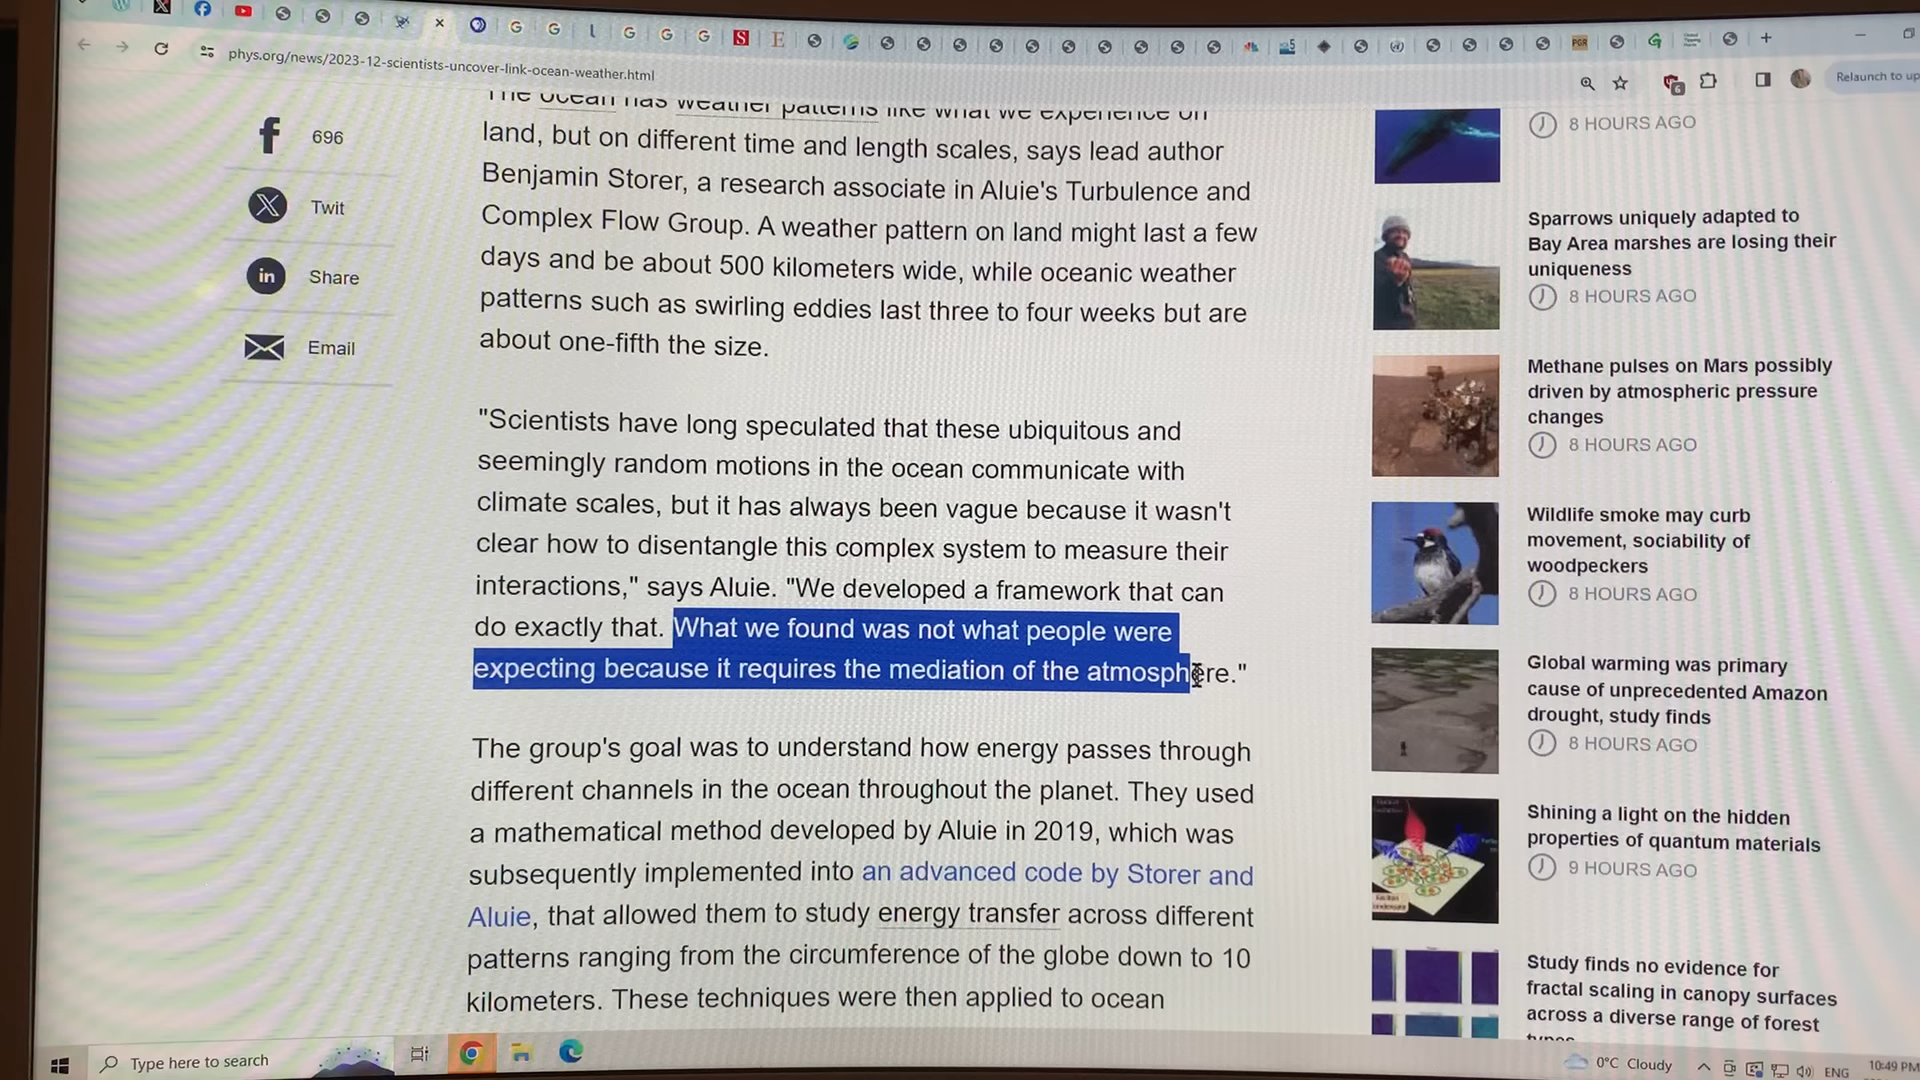 phys.org/news/2023-12-scientists-uncover-link-ocean-weather.html
Relaunch to up
The ocean has weather patterns like what we experience on
land, but on different time and length scales, says lead author
Benjamin Storer, a research associate in Aluie's Turbulence and
Complex Flow Group. A weather pattern on land might last a few
days and be about 500 kilometers wide, while oceanic weather
patterns such as swirling eddies last three to four weeks but are
about one-fifth the size.
"Scientists have long speculated that these ubiquitous and
seemingly random motions in the ocean communicate with
climate scales, but it has always been vague because it wasn't
clear how to disentangle this complex system to measure their
interactions," says Aluie. "We developed a framework that can
do exactly that. What we found was not what people were
expecting because it requires the mediation of the atmosphere."
The group's goal was to understand how energy passes through
different channels in the ocean throughout the planet. They used
a mathematical method developed by Aluie in 2019, which was
subsequently implemented into an advanced code by Storer and
Aluie, that allowed them to study energy transfer across different
patterns ranging from the circumference of the globe down to 10
kilometers. These techniques were then applied to ocean
696
Twit
Share
Email
8 HOURS AGO
Sparrows uniquely adapted to
Bay Area marshes are losing their
uniqueness
8 HOURS AGO
Methane pulses on Mars possibly
driven by atmospheric pressure
changes
8 HOURS AGO
Wildlife smoke may curb
movement, sociability of
woodpeckers
8 HOURS AGO
Global warming was primary
cause of unprecedented Amazon
drought, study finds
8 HOURS AGO
Shining a light on the hidden
properties of quantum materials
9 HOURS AGO
Study finds no evidence for
fractal scaling in canopy surfaces
across a diverse range of forest
types
Type here to search
0°C Cloudy
ENG
10:49 PM